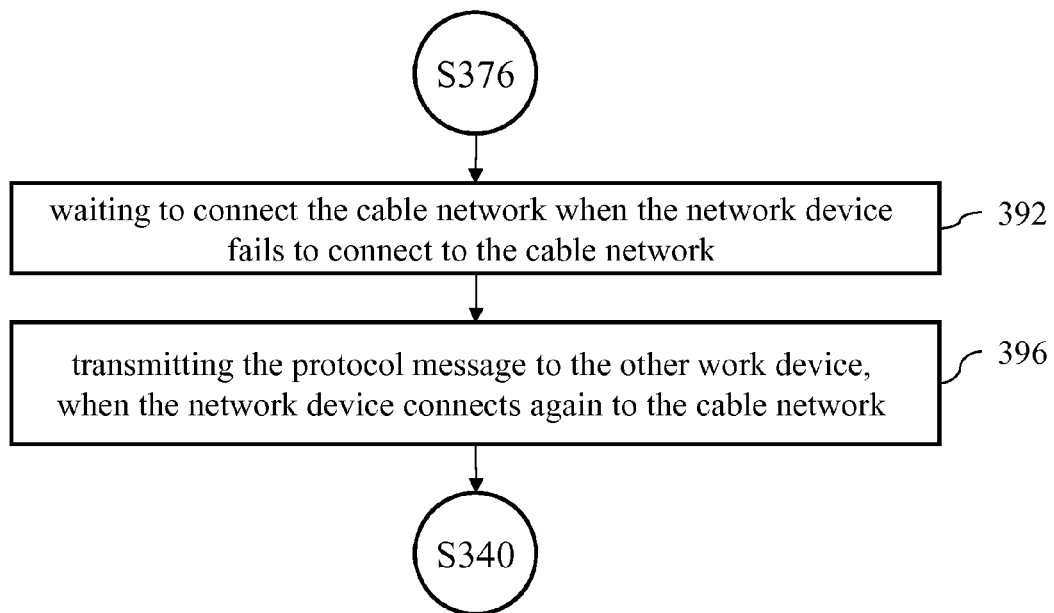 S376
waiting to connect the cable network when the network device
fails to connect to the cable network
392
transmitting the protocol message to the other work device,
when the network device connects again to the cable network
396
S340